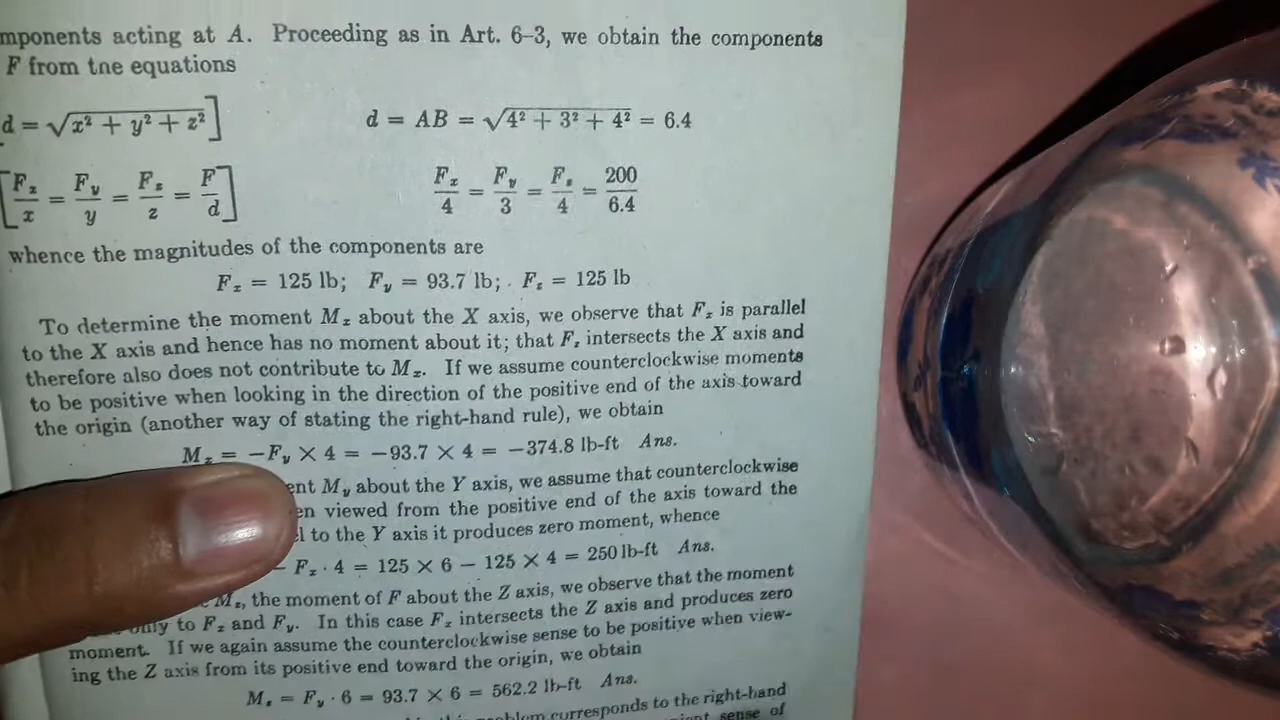 mponents acting at A. Proceeding as in Art. 6–3, we obtain the components
F from the equations
d = √x² + y² + z² ] d = AB = √4² + 3² + 4² = 6.4
[ Fx/x = Fy/y = Fz/z = F/d ] Fx/4 = Fy/3 = Fz/4 = 200/6.4
whence the magnitudes of the components are
Fx = 125 lb; Fy = 93.7 lb; Fz = 125 lb
To determine the moment Mx about the X axis, we observe that Fx is parallel
to the X axis and hence has no moment about it; that Fz intersects the X axis and
therefore also does not contribute to Mx. If we assume counterclockwise moments
to be positive when looking in the direction of the positive end of the axis toward
the origin (another way of stating the right-hand rule), we obtain
Mx = −Fy × 4 = −93.7 × 4 = −374.8 lb-ft Ans.
ent My about the Y axis, we assume that counterclockwise
en viewed from the positive end of the axis toward the
l to the Y axis it produces zero moment, whence
− Fx · 4 = 125 × 6 − 125 × 4 = 250 lb-ft Ans.
Mz, the moment of F about the Z axis, we observe that the moment
only to Fx and Fy. In this case Fx intersects the Z axis and produces zero
moment. If we again assume the counterclockwise sense to be positive when view-
ing the Z axis from its positive end toward the origin, we obtain
Mz = Fy · 6 = 93.7 × 6 = 562.2 lb-ft Ans.
problem corresponds to the right-hand
sense of